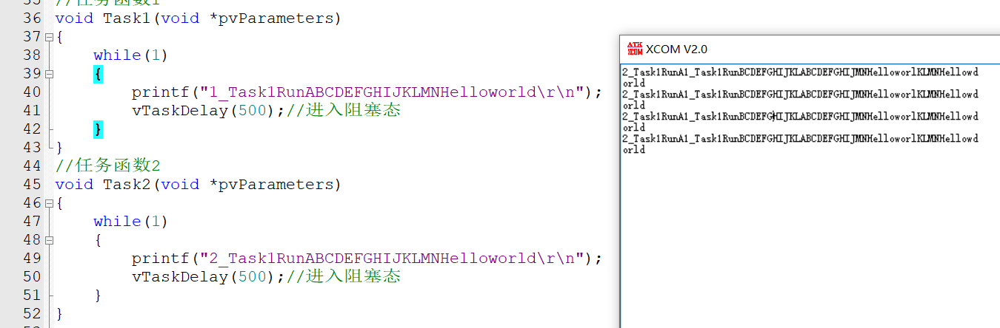 35 //任务函数1
36 void Task1(void *pvParameters)
37 {
38 while(1)
39 {
40 printf("1_Task1RunABCDEFGHIJKLMNHelloworld\r\n");
41 vTaskDelay(500);//进入阻塞态
42 }
43 }
44 //任务函数2
45 void Task2(void *pvParameters)
46 {
47 while(1)
48 {
49 printf("2_Task1RunABCDEFGHIJKLMNHelloworld\r\n");
50 vTaskDelay(500);//进入阻塞态
51 }
52 }
ATK XCOM XCOM V2.0
2_Task1RunA1_Task1RunBCDEFGHIJKLABCDEFGHIJMNHelloworlKLMNHellowd
orld
2_Task1RunA1_Task1RunBCDEFGHIJKLABCDEFGHIJMNHelloworlKLMNHellowd
orld
2_Task1RunA1_Task1RunBCDEFGHIJKLABCDEFGHIJMNHelloworlKLMNHellowd
orld
2_Task1RunA1_Task1RunBCDEFGHIJKLABCDEFGHIJMNHelloworlKLMNHellowd
orld